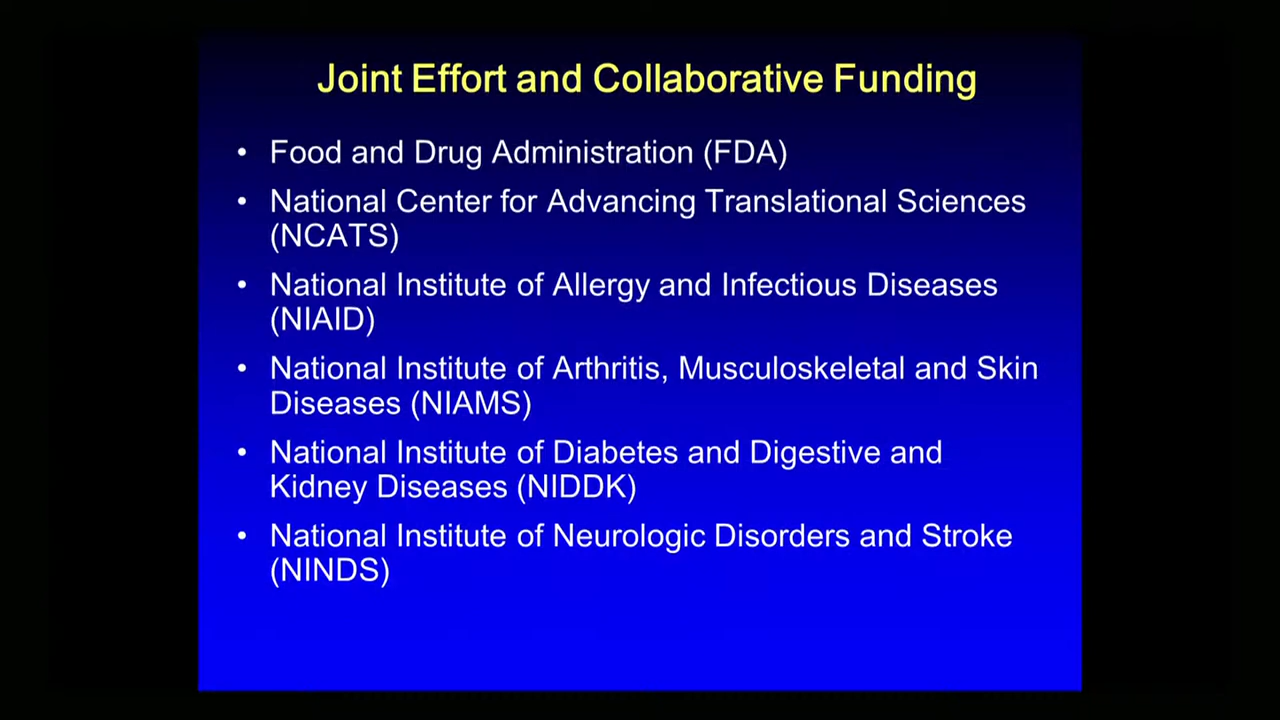 Joint Effort and Collaborative Funding
• Food and Drug Administration (FDA)
• National Center for Advancing Translational Sciences
(NCATS)
• National Institute of Allergy and Infectious Diseases
(NIAID)
• National Institute of Arthritis, Musculoskeletal and Skin
Diseases (NIAMS)
• National Institute of Diabetes and Digestive and
Kidney Diseases (NIDDK)
• National Institute of Neurologic Disorders and Stroke
(NINDS)